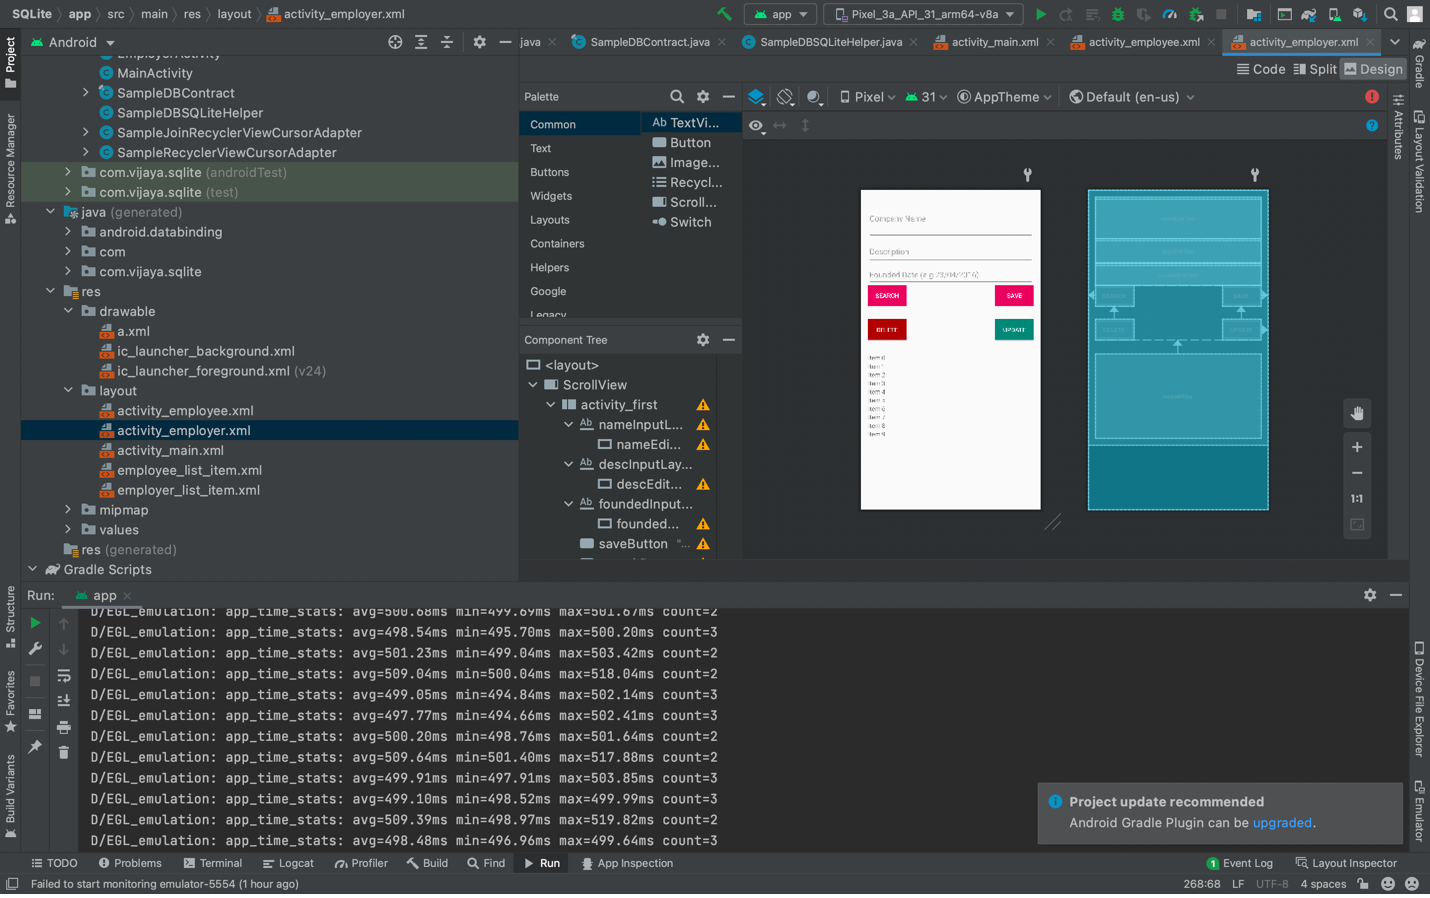 SQLite app src main res layout activity_employer.xml
app Pixel_3a_API_31_arm64-v8a
Android
java SampleDBContract.java SampleDBSQLiteHelper.java activity_main.xml activity_employee.xml activity_employer.xml
Code Split Design
Project
Resource Manager
Structure
Favorites
Build Variants
EmployerActivity
MainActivity
SampleDBContract
SampleDBSQLiteHelper
SampleJoinRecyclerViewCursorAdapter
SampleRecyclerViewCursorAdapter
com.vijaya.sqlite (androidTest)
com.vijaya.sqlite (test)
java (generated)
android.databinding
com
com.vijaya.sqlite
res
drawable
a.xml
ic_launcher_background.xml
ic_launcher_foreground.xml (v24)
layout
activity_employee.xml
activity_employer.xml
activity_main.xml
employee_list_item.xml
employer_list_item.xml
mipmap
values
res (generated)
Gradle Scripts
Palette
Common
Text
Buttons
Widgets
Layouts
Containers
Helpers
Google
Legacy
Ab TextVi...
Button
Image...
Recycl...
Scroll...
Switch
Component Tree
<layout>
ScrollView
activity_first
Ab nameInputL...
nameEdi...
Ab descInputLay...
descEdit...
Ab foundedInput...
founded...
saveButton "...
Pixel 31 AppTheme Default (en-us)
Company Name
Description
Founded Date (e.g 23/04/2016)
SEARCH SAVE
DELETE UPDATE
Item 0
Item 1
Item 2
Item 3
Item 4
Item 5
Item 6
Item 7
Item 8
Item 9
1:1
Gradle
Attributes
Layout Validation
Device File Explorer
Emulator
Run: app
D/EGL_emulation: app_time_stats: avg=500.68ms min=499.69ms max=501.67ms count=2
D/EGL_emulation: app_time_stats: avg=498.54ms min=495.70ms max=500.20ms count=3
D/EGL_emulation: app_time_stats: avg=501.23ms min=499.04ms max=503.42ms count=2
D/EGL_emulation: app_time_stats: avg=509.04ms min=500.04ms max=518.04ms count=2
D/EGL_emulation: app_time_stats: avg=499.05ms min=494.84ms max=502.14ms count=3
D/EGL_emulation: app_time_stats: avg=497.77ms min=494.66ms max=502.41ms count=3
D/EGL_emulation: app_time_stats: avg=500.20ms min=498.76ms max=501.64ms count=2
D/EGL_emulation: app_time_stats: avg=509.64ms min=501.40ms max=517.88ms count=2
D/EGL_emulation: app_time_stats: avg=499.91ms min=497.91ms max=503.85ms count=3
D/EGL_emulation: app_time_stats: avg=499.10ms min=498.52ms max=499.99ms count=3
D/EGL_emulation: app_time_stats: avg=509.39ms min=498.97ms max=519.82ms count=2
D/EGL_emulation: app_time_stats: avg=498.48ms min=496.96ms max=499.64ms count=3
Project update recommended
Android Gradle Plugin can be upgraded.
TODO Problems Terminal Logcat Profiler Build Find Run App Inspection
1 Event Log Layout Inspector
Failed to start monitoring emulator-5554 (1 hour ago)
268:68 LF UTF-8 4 spaces